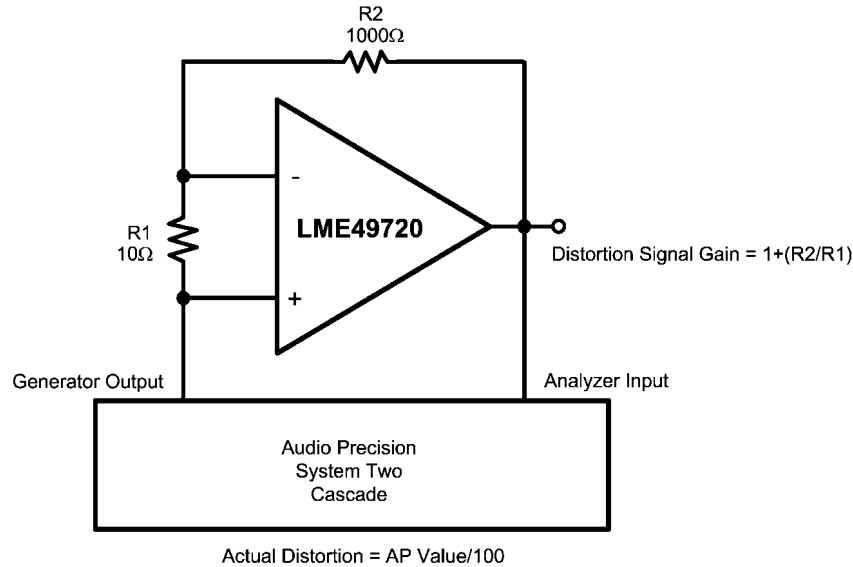 R2
1000Ω
-
R1
10Ω
LME49720
+
Distortion Signal Gain = 1+(R2/R1)
Generator Output
Analyzer Input
Audio Precision
System Two
Cascade
Actual Distortion = AP Value/100